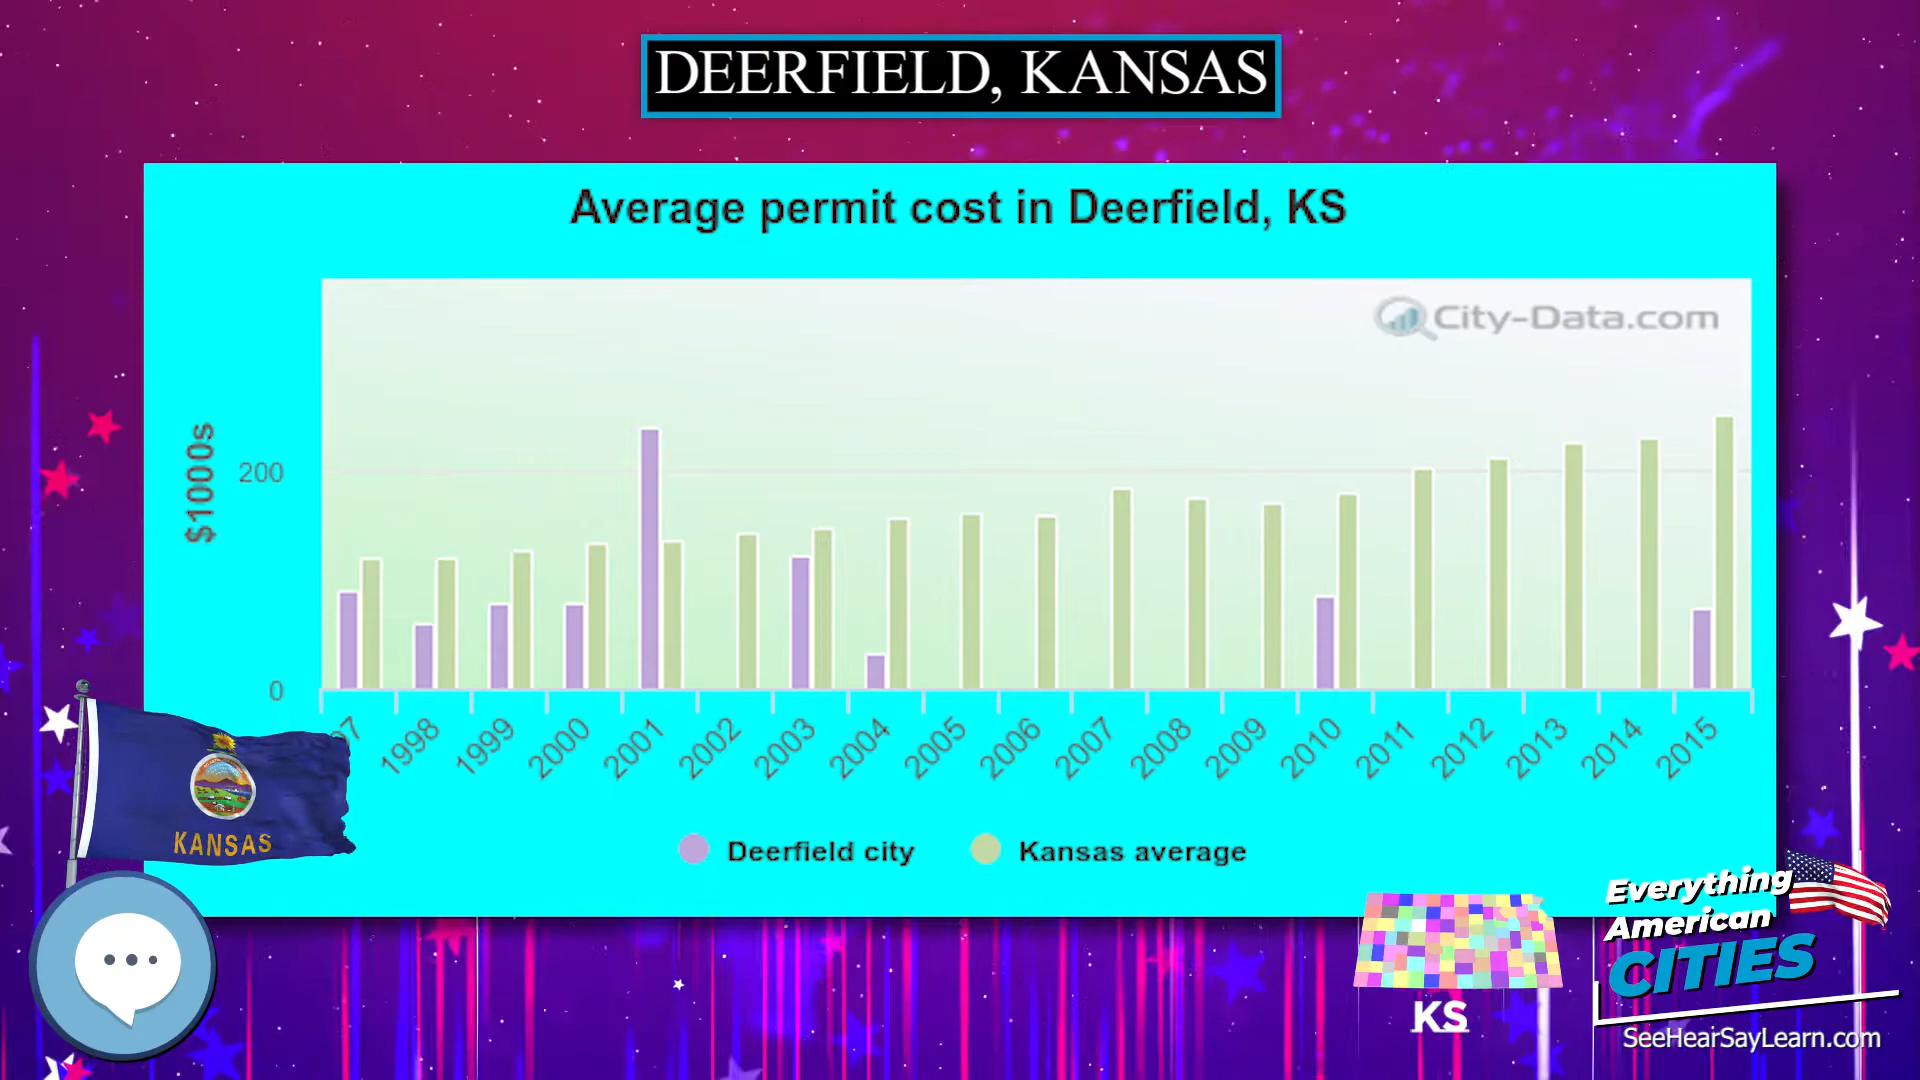 DEERFIELD, KANSAS
Average permit cost in Deerfield, KS
City-Data.com
$1000s
200
0
97
1998
1999
2000
2001
2002
2003
2004
2005
2006
2007
2008
2009
2010
2011
2012
2013
2014
2015
Deerfield city
Kansas average
KANSAS
KS
Everything
American
CITIES
SeeHearSayLearn.com